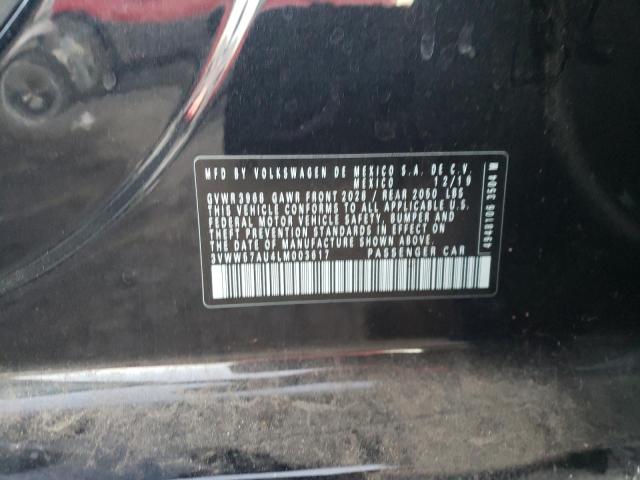 MFD BY VOLKSWAGEN DE MEXICO S.A. DE C.V.
MEXICO 12/19
GVWR 3968 GAWR FRONT 2028 / REAR 2050 LBS
THIS VEHICLE CONFORMS TO ALL APPLICABLE U.S.
FEDERAL MOTOR VEHICLE SAFETY, BUMPER AND
THEFT PREVENTION STANDARDS IN EFFECT ON THE
DATE OF MANUFACTURE SHOWN ABOVE.
3VWW57AU4LM003617 PASSENGER CAR
3504 M